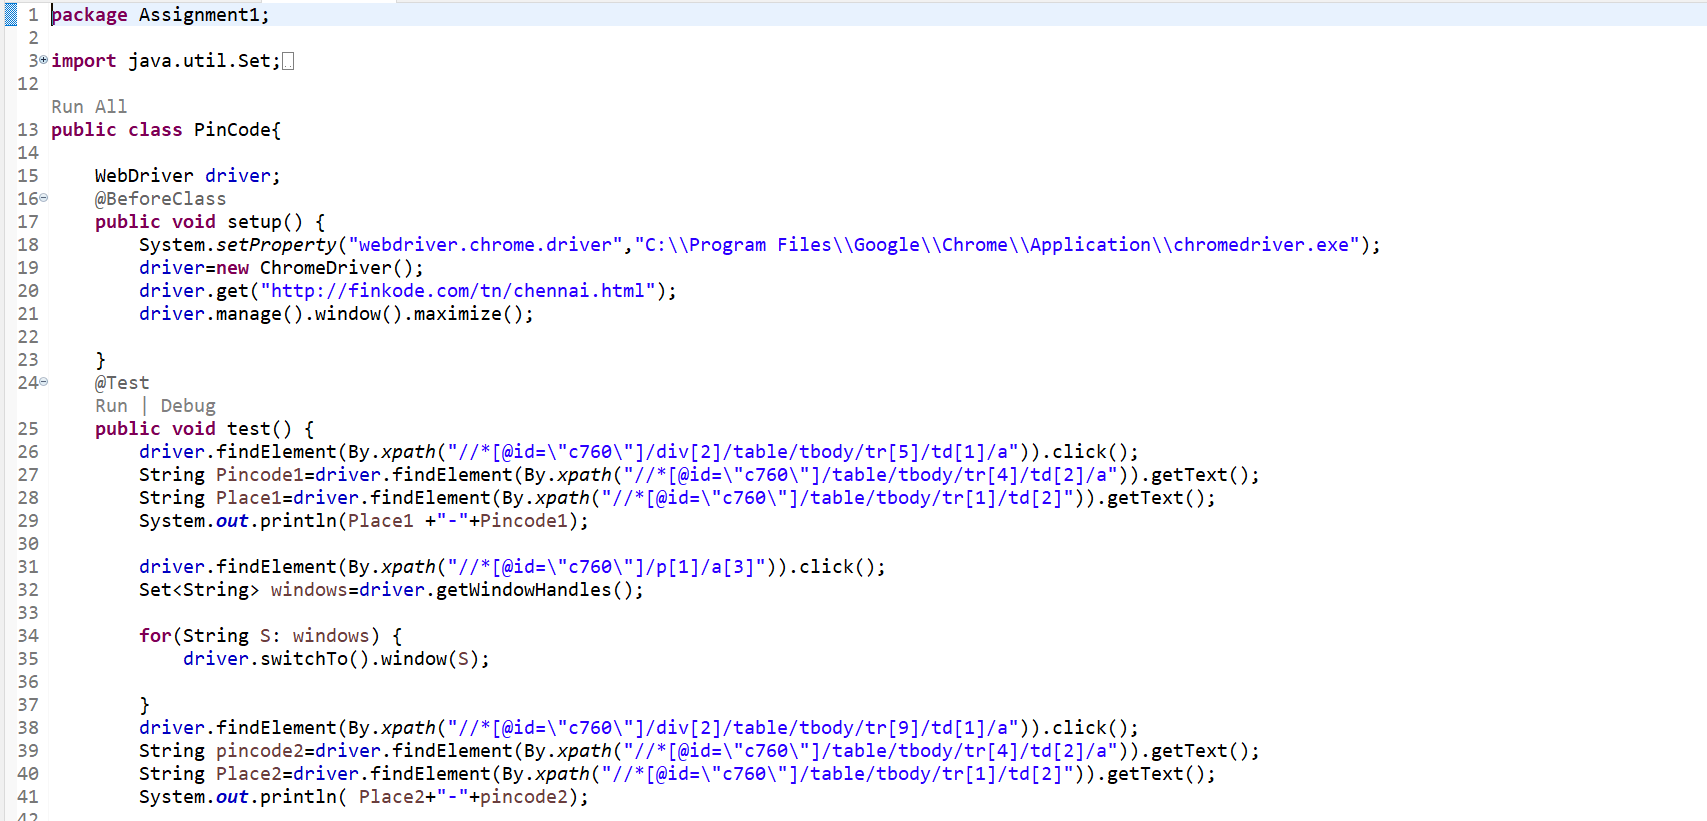 1 package Assignment1;
2
3 import java.util.Set;
12
Run All
13 public class PinCode{
14
15     WebDriver driver;
16     @BeforeClass
17     public void setup() {
18         System.setProperty("webdriver.chrome.driver","C:\\Program Files\\Google\\Chrome\\Application\\chromedriver.exe");
19         driver=new ChromeDriver();
20         driver.get("http://finkode.com/tn/chennai.html");
21         driver.manage().window().maximize();
22
23     }
24     @Test
Run | Debug
25     public void test() {
26         driver.findElement(By.xpath("//*[@id=\"c760\"]/div[2]/table/tbody/tr[5]/td[1]/a")).click();
27         String Pincode1=driver.findElement(By.xpath("//*[@id=\"c760\"]/table/tbody/tr[4]/td[2]/a")).getText();
28         String Place1=driver.findElement(By.xpath("//*[@id=\"c760\"]/table/tbody/tr[1]/td[2]")).getText();
29         System.out.println(Place1 +"-"+Pincode1);
30
31         driver.findElement(By.xpath("//*[@id=\"c760\"]/p[1]/a[3]")).click();
32         Set<String> windows=driver.getWindowHandles();
33
34         for(String S: windows) {
35             driver.switchTo().window(S);
36
37         }
38         driver.findElement(By.xpath("//*[@id=\"c760\"]/div[2]/table/tbody/tr[9]/td[1]/a")).click();
39         String pincode2=driver.findElement(By.xpath("//*[@id=\"c760\"]/table/tbody/tr[4]/td[2]/a")).getText();
40         String Place2=driver.findElement(By.xpath("//*[@id=\"c760\"]/table/tbody/tr[1]/td[2]")).getText();
41         System.out.println( Place2+"-"+pincode2);
42